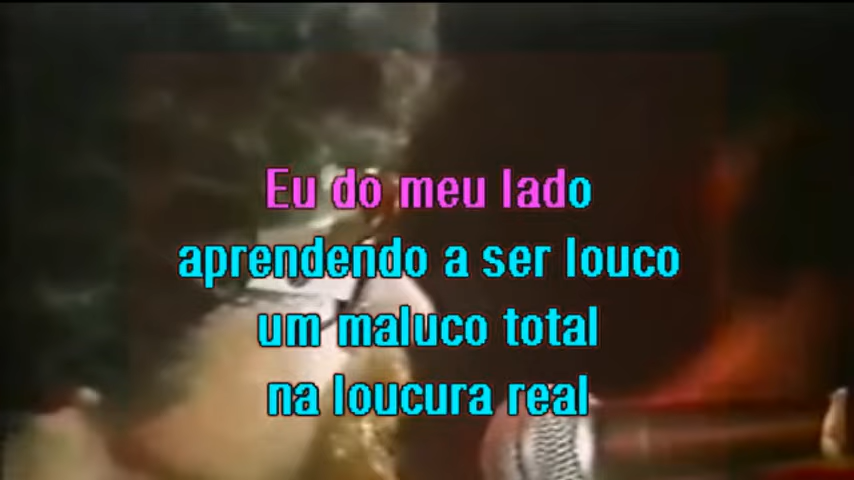 Eu do meu lado
aprendendo a ser louco
um maluco total
na loucura real